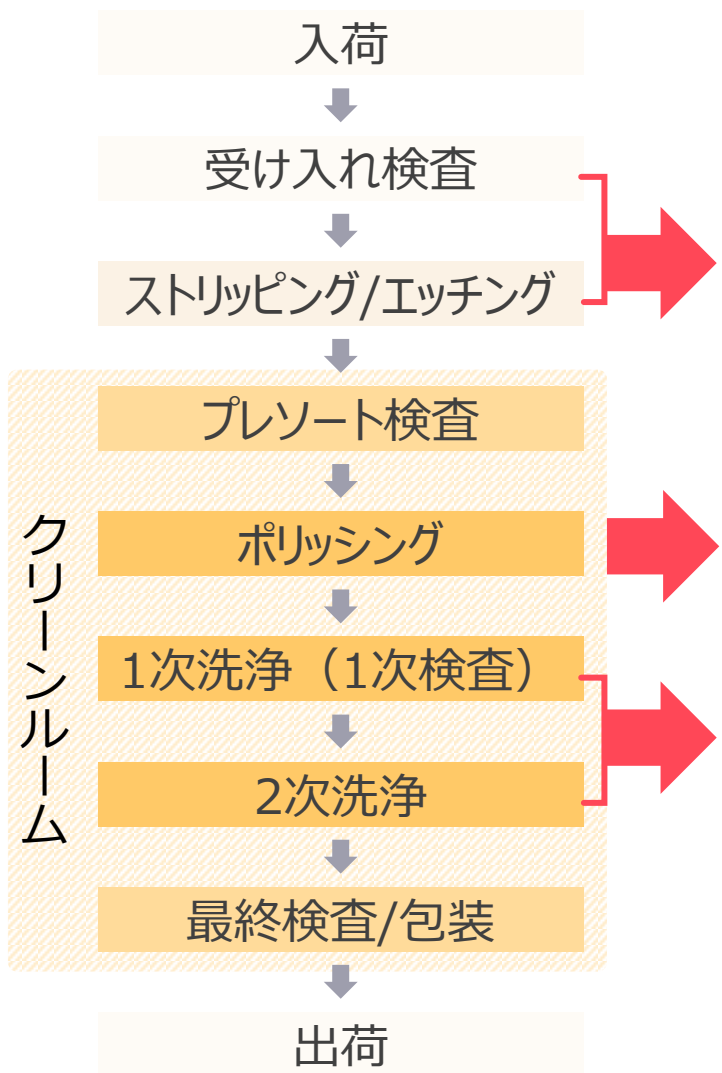 入荷
受け入れ検査
ストリッピング/エッチング
プレソート検査
クリーンルーム
ポリッシング
1次洗浄（1次検査）
2次洗浄
最終検査/包装
出荷